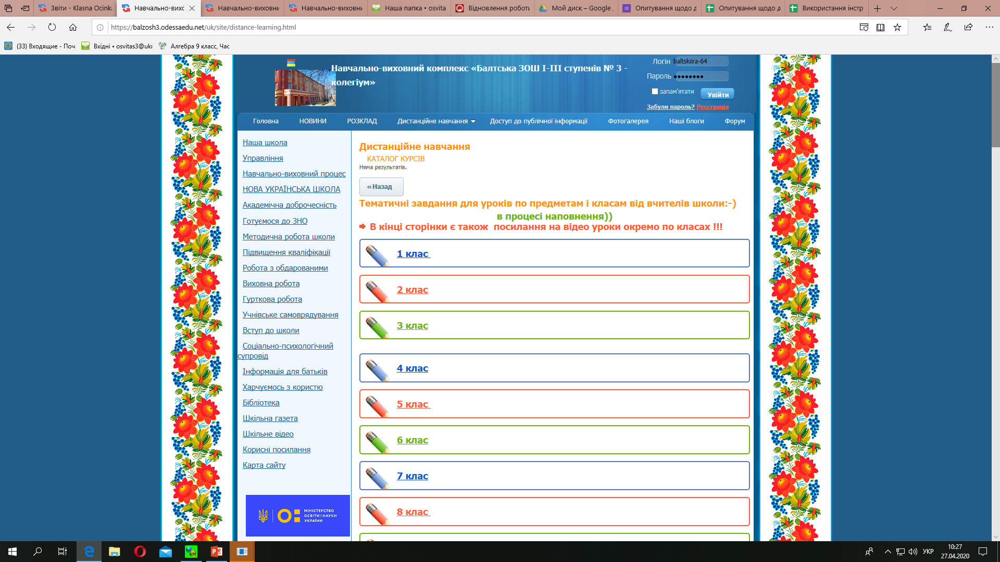 Звіти - Klasna Ocinka
Навчально-вихо
Навчально-виховни
Навчально-виховни
Наша папка • osvita
Відновлення роботи
Мой диск – Google
Опитування щодо д
Опитування щодо д
Використання інстр
https://balzosh3.odessaedu.net/uk/site/distance-learning.html
(33) Входящие - Поч
Вхідні • osvitas3@uki
Алгебра 9 класс, Час
Навчально-виховний комплекс «Балтська ЗОШ І-ІІІ ступенів № 3 -
колегіум»
Логін baltskiira-64
Пароль ••••••••
запам'ятати
Увійти
Забули пароль? Реєстрація
Головна
НОВИНИ
РОЗКЛАД
Дистанційне навчання
Доступ до публічної інформації
Фотогалерея
Наші блоги
Форум
Наша школа
Управління
Навчально-виховний процес
НОВА УКРАЇНСЬКА ШКОЛА
Академічна доброчесність
Готуємося до ЗНО
Методична робота школи
Підвищення кваліфікації
Робота з обдарованими
Виховна робота
Гурткова робота
Учнівське самоврядування
Вступ до школи
Соціально-психологічний
супровід
Інформація для батьків
Харчуємось з користю
Бібліотека
Шкільна газета
Шкільне відео
Корисні посилання
Карта сайту
МІНІСТЕРСТВО
ОСВІТИ І НАУКИ
УКРАЇНИ
Дистанційне навчання
КАТАЛОГ КУРСІВ
Нема результатів.
‹‹ Назад
Тематичні завдання для уроків по предметам і класам від вчителів школи:-)
в процесі наповнення))
В кінці сторінки є також посилання на відео уроки окремо по класах !!!
1 клас
2 клас
3 клас
4 клас
5 клас
6 клас
7 клас
8 клас
УКР
10:27
27.04.2020